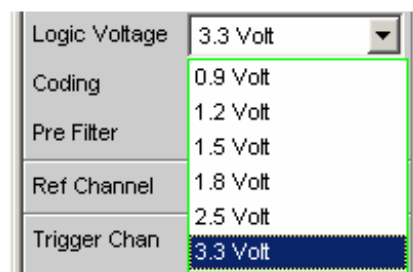 Logic Voltage 3.3 Volt
Coding 0.9 Volt
1.2 Volt
Pre Filter 1.5 Volt
Ref Channel 1.8 Volt
2.5 Volt
Trigger Chan 3.3 Volt